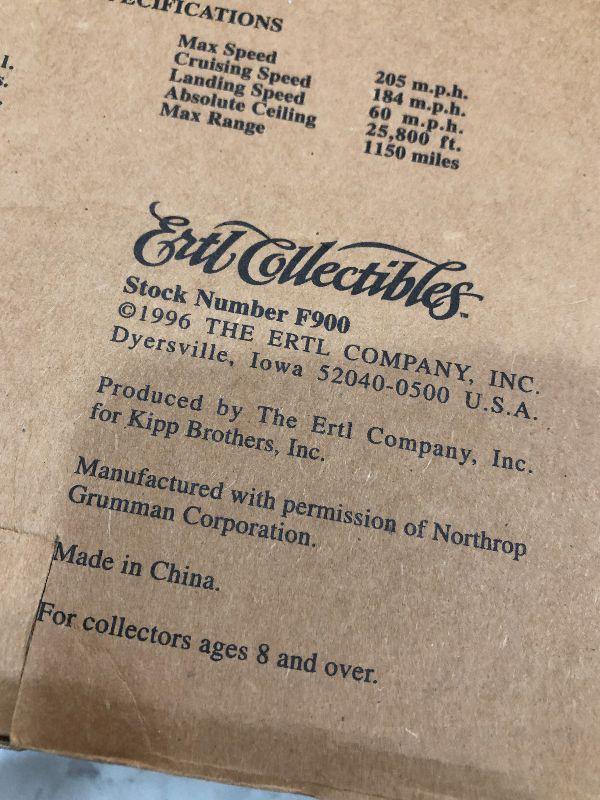 SPECIFICATIONS
l.
s.
Max Speed 205 m.p.h.
Cruising Speed 184 m.p.h.
Landing Speed 60 m.p.h.
Absolute Ceiling 25,800 ft.
Max Range 1150 miles
Ertl Collectibles™
Stock Number F900
©1996 THE ERTL COMPANY, INC.
Dyersville, Iowa 52040-0500 U.S.A.
Produced by The Ertl Company, Inc.
for Kipp Brothers, Inc.
Manufactured with permission of Northrop
Grumman Corporation.
Made in China.
For collectors ages 8 and over.